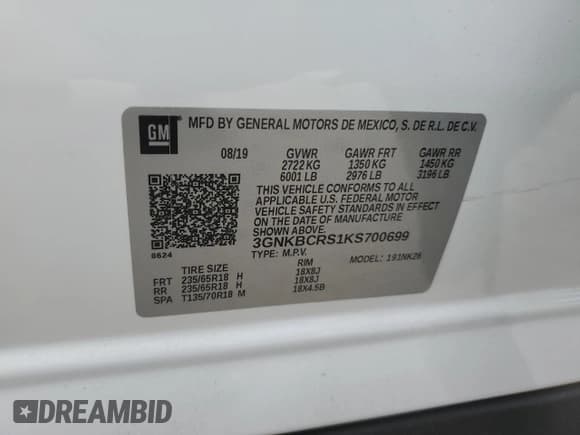 GM
MFD BY GENERAL MOTORS DE MEXICO, S. DE R.L. DE C.V.
08/19 GVWR GAWR FRT GAWR RR
2722 KG 1350 KG 1450 KG
6001 LB 2976 LB 3196 LB
THIS VEHICLE CONFORMS TO ALL
APPLICABLE U.S. FEDERAL MOTOR
VEHICLE SAFETY STANDARDS IN EFFECT
ON THE DATE OF MANUFACTURE
SHOWN ABOVE.
3GNKBCRS1KS700699
8624
TYPE: M.P.V. MODEL: 191NK26
TIRE SIZE RIM
FRT 235/65R18 H 18X8J
RR 235/65R18 H 18X8J
SPA T135/70R18 M 18X4.5B
DREAMBID